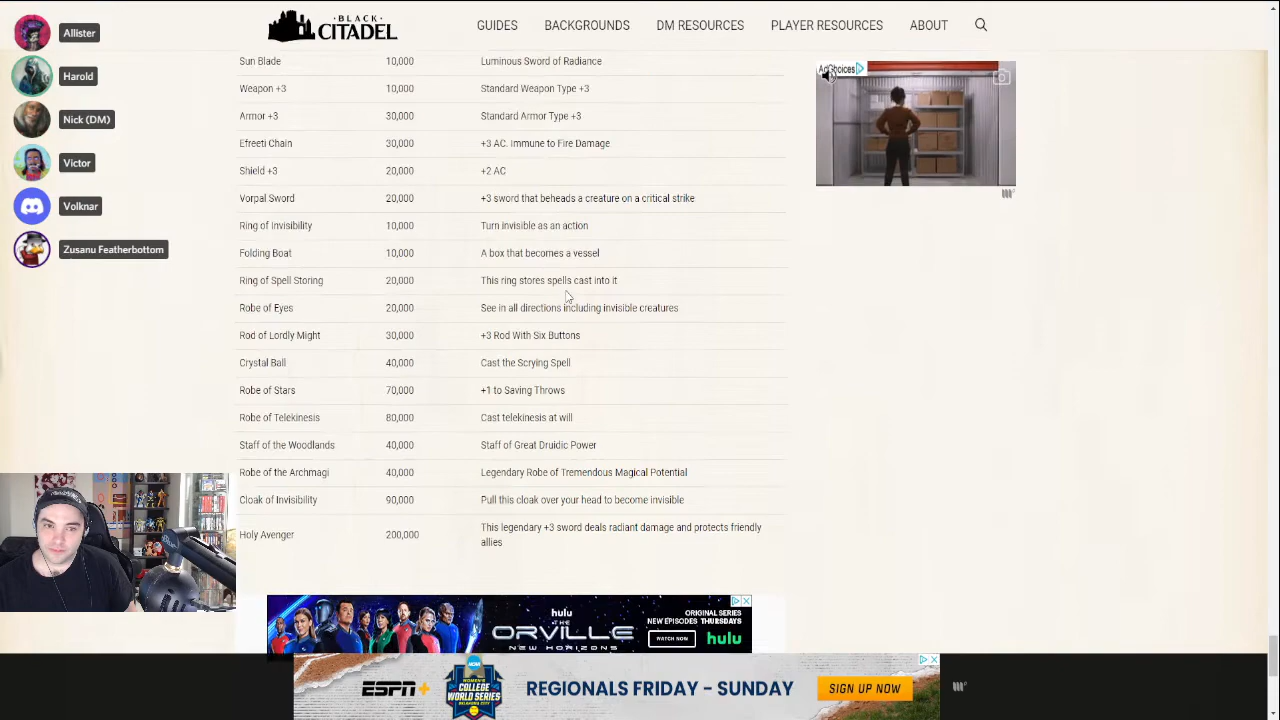 Allister
Harold
Nick (DM)
Victor
Volknar
Zusanu Featherbottom
·BLACK·
CITADEL
GUIDES BACKGROUNDS DM RESOURCES PLAYER RESOURCES ABOUT
Sun Blade 10,000 Luminous Sword of Radiance
Weapon +3 10,000 Standard Weapon Type +3
Armor +3 30,000 Standard Armor Type +3
Efreeti Chain 30,000 +3 AC. Immune to Fire Damage
Shield +3 20,000 +2 AC
Vorpal Sword 20,000 +3 sword that beheads a creature on a critical strike
Ring of Invisibility 10,000 Turn invisible as an action
Folding Boat 10,000 A box that becomes a vessel
Ring of Spell Storing 20,000 This ring stores spells cast into it
Robe of Eyes 20,000 See in all directions including invisible creatures
Rod of Lordly Might 30,000 +3 Rod With Six Buttons
Crystal Ball 40,000 Cast the Scrying Spell
Robe of Stars 70,000 +1 to Saving Throws
Robe of Telekinesis 80,000 Cast telekinesis at will
Staff of the Woodlands 40,000 Staff of Great Druidic Power
Robe of the Archmagi 40,000 Legendary Robe of Tremendous Magical Potential
Cloak of Invisibility 90,000 Pull this cloak over your head to become invisible
Holy Avenger 200,000 This legendary +3 sword deals radiant damage and protects friendly
allies
AdChoices
hulu
THE
ORVILLE
NEW HORIZONS
ORIGINAL SERIES
NEW EPISODES THURSDAYS
WATCH NOW hulu
ESPN+
NCAA
WOMEN'S
COLLEGE
WORLD SERIES
OKLAHOMA CITY
REGIONALS FRIDAY - SUNDAY
SIGN UP NOW